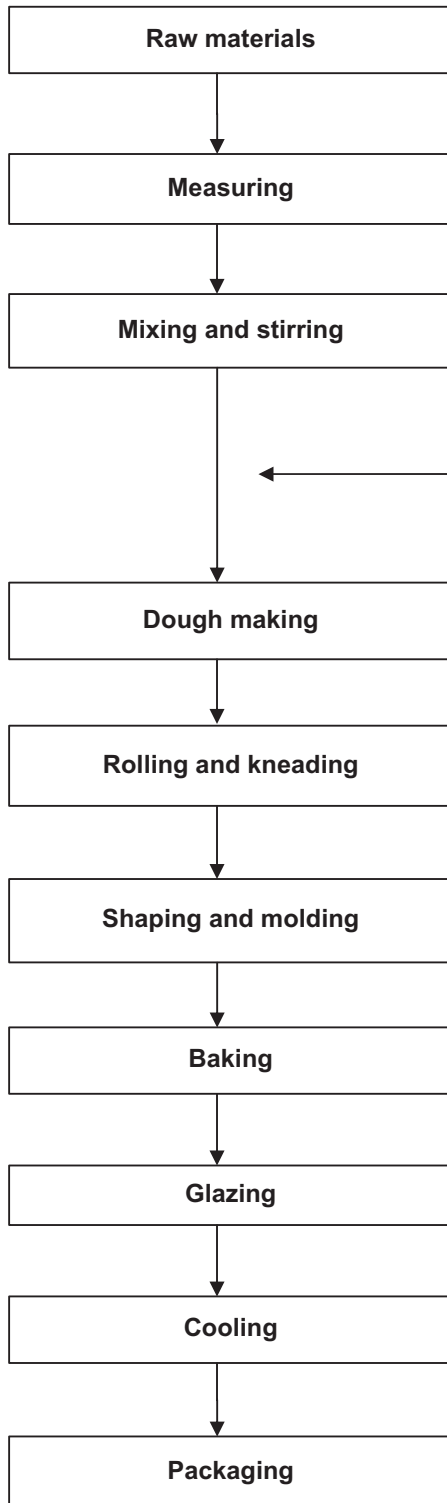 Raw materials
Measuring
Mixing and stirring
Dough making
Rolling and kneading
Shaping and molding
Baking
Glazing
Cooling
Packaging